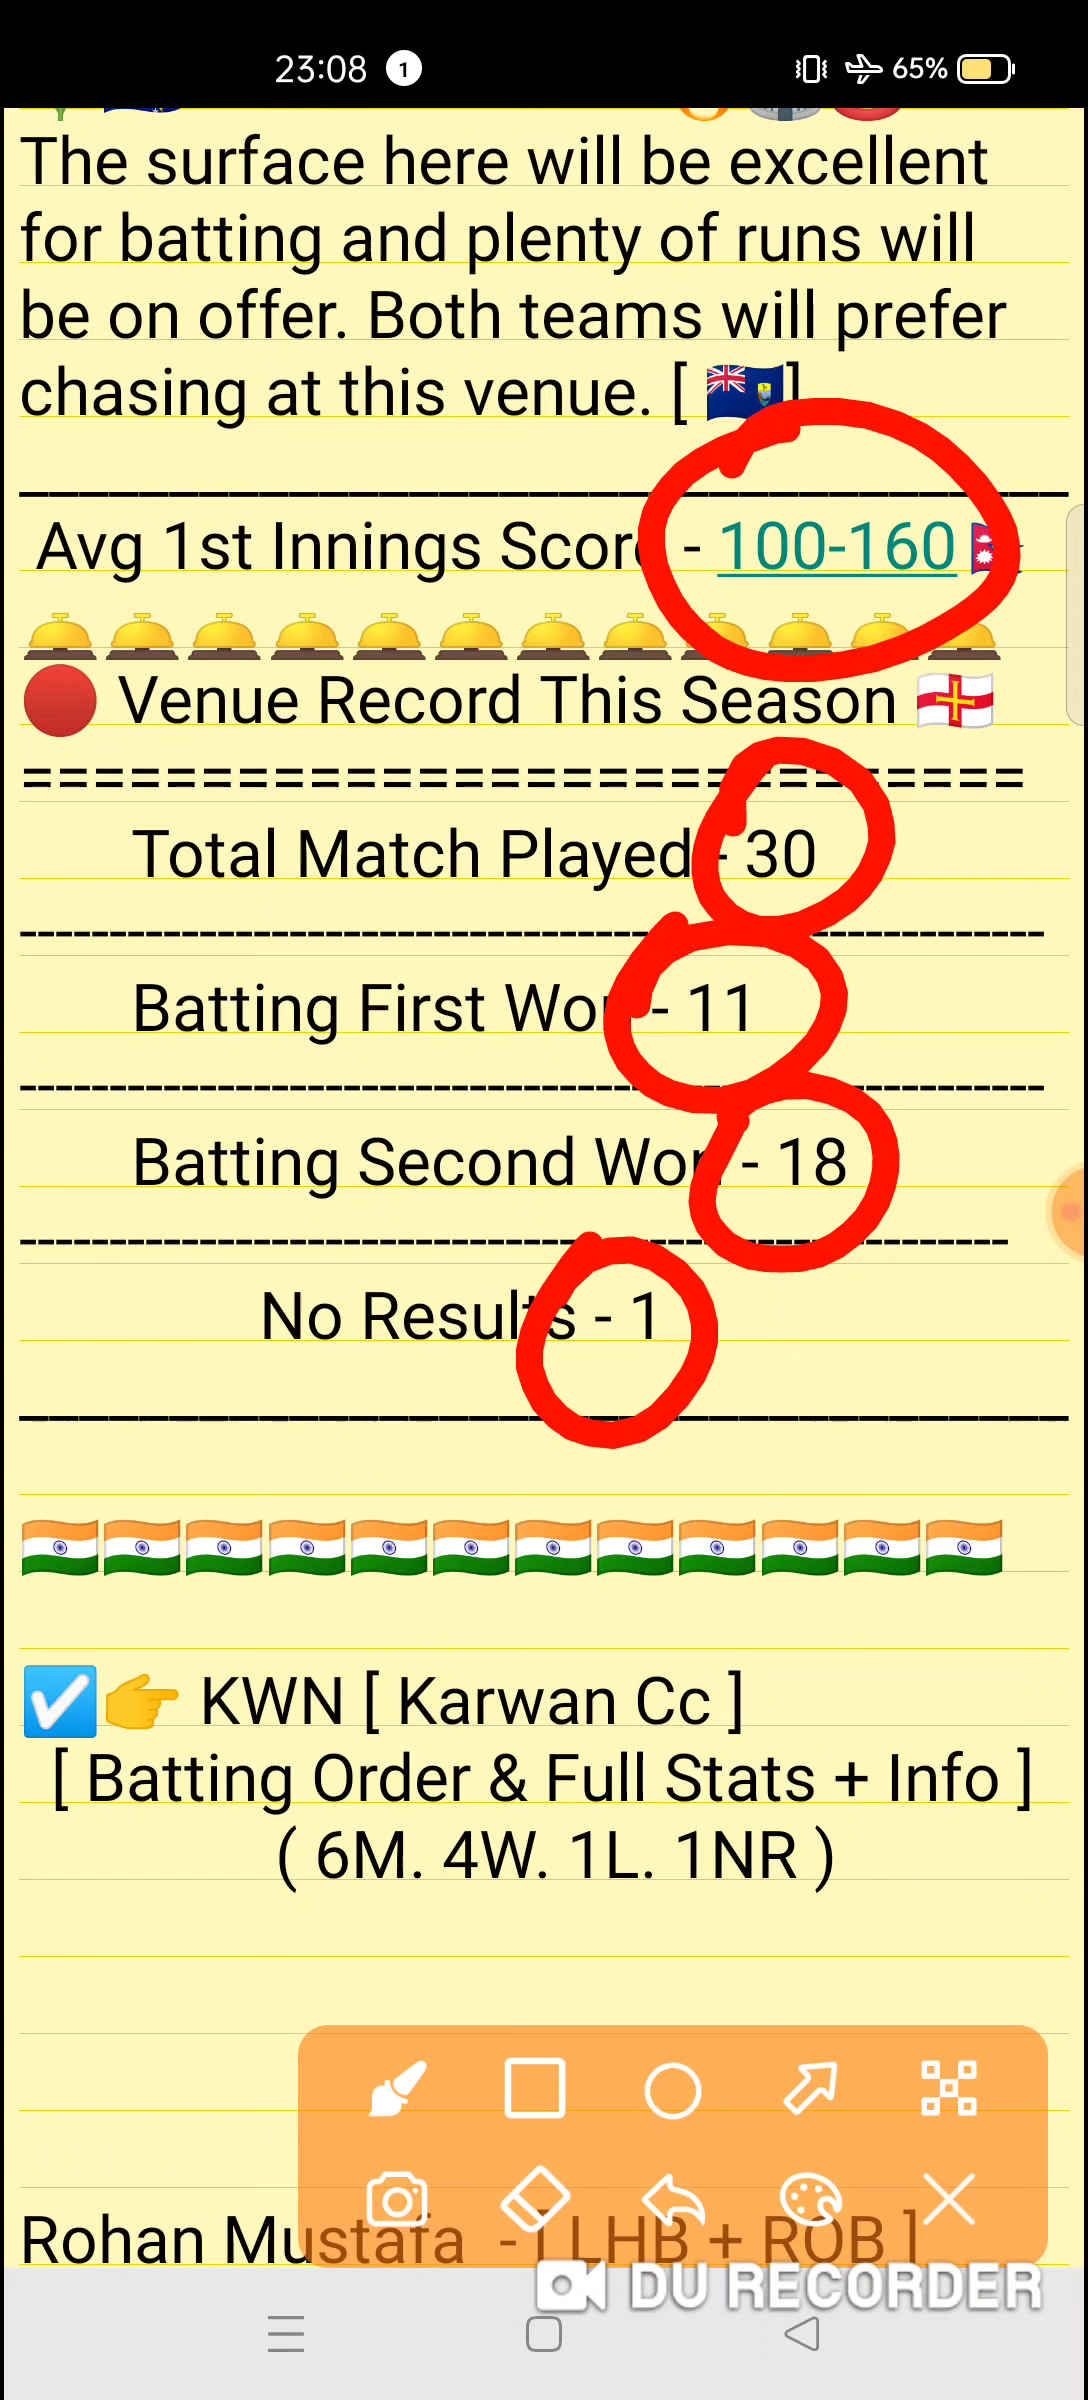 23:08 1 65%
The surface here will be excellent
for batting and plenty of runs will
be on offer. Both teams will prefer
chasing at this venue. [ 🇸🇭]
Avg 1st Innings Score - 100-160🇳🇵
🛎🛎🛎🛎🛎🛎🛎🛎🛎🛎🛎🛎
🔴 Venue Record This Season 🇬🇬
============================
Total Match Played - 30
----------------------------------------------------------
Batting First Won - 11
----------------------------------------------------------
Batting Second Won - 18
--------------------------------------------------------
No Results - 1
🇮🇳🇮🇳🇮🇳🇮🇳🇮🇳🇮🇳🇮🇳🇮🇳🇮🇳🇮🇳🇮🇳🇮🇳
☑👉 KWN [ Karwan Cc ]
[ Batting Order & Full Stats + Info ]
( 6M. 4W. 1L. 1NR )
Rohan Mustafa - [ LHB + ROB ]
DU RECORDER